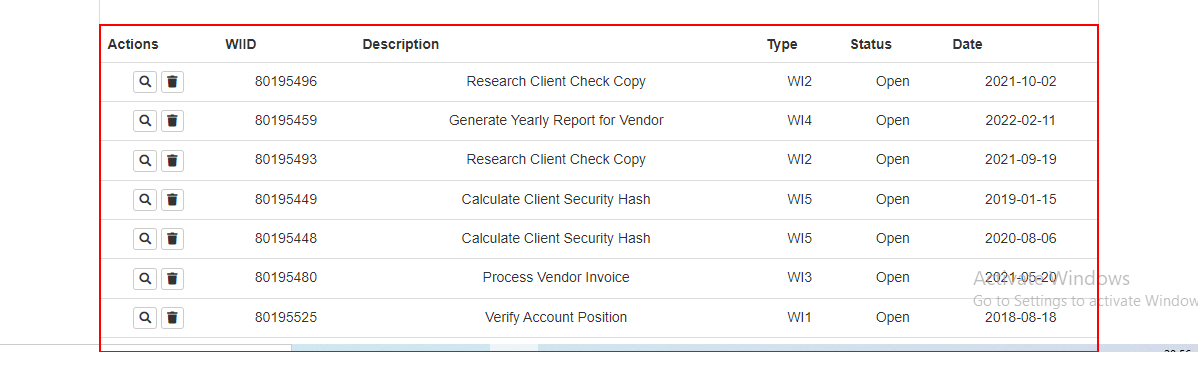 Actions WIID Description Type Status Date
80195496 Research Client Check Copy WI2 Open 2021-10-02
80195459 Generate Yearly Report for Vendor WI4 Open 2022-02-11
80195493 Research Client Check Copy WI2 Open 2021-09-19
80195449 Calculate Client Security Hash WI5 Open 2019-01-15
80195448 Calculate Client Security Hash WI5 Open 2020-08-06
80195480 Process Vendor Invoice WI3 Open 2021-05-20
Activate Windows
Go to Settings to activate Window
80195525 Verify Account Position WI1 Open 2018-08-18